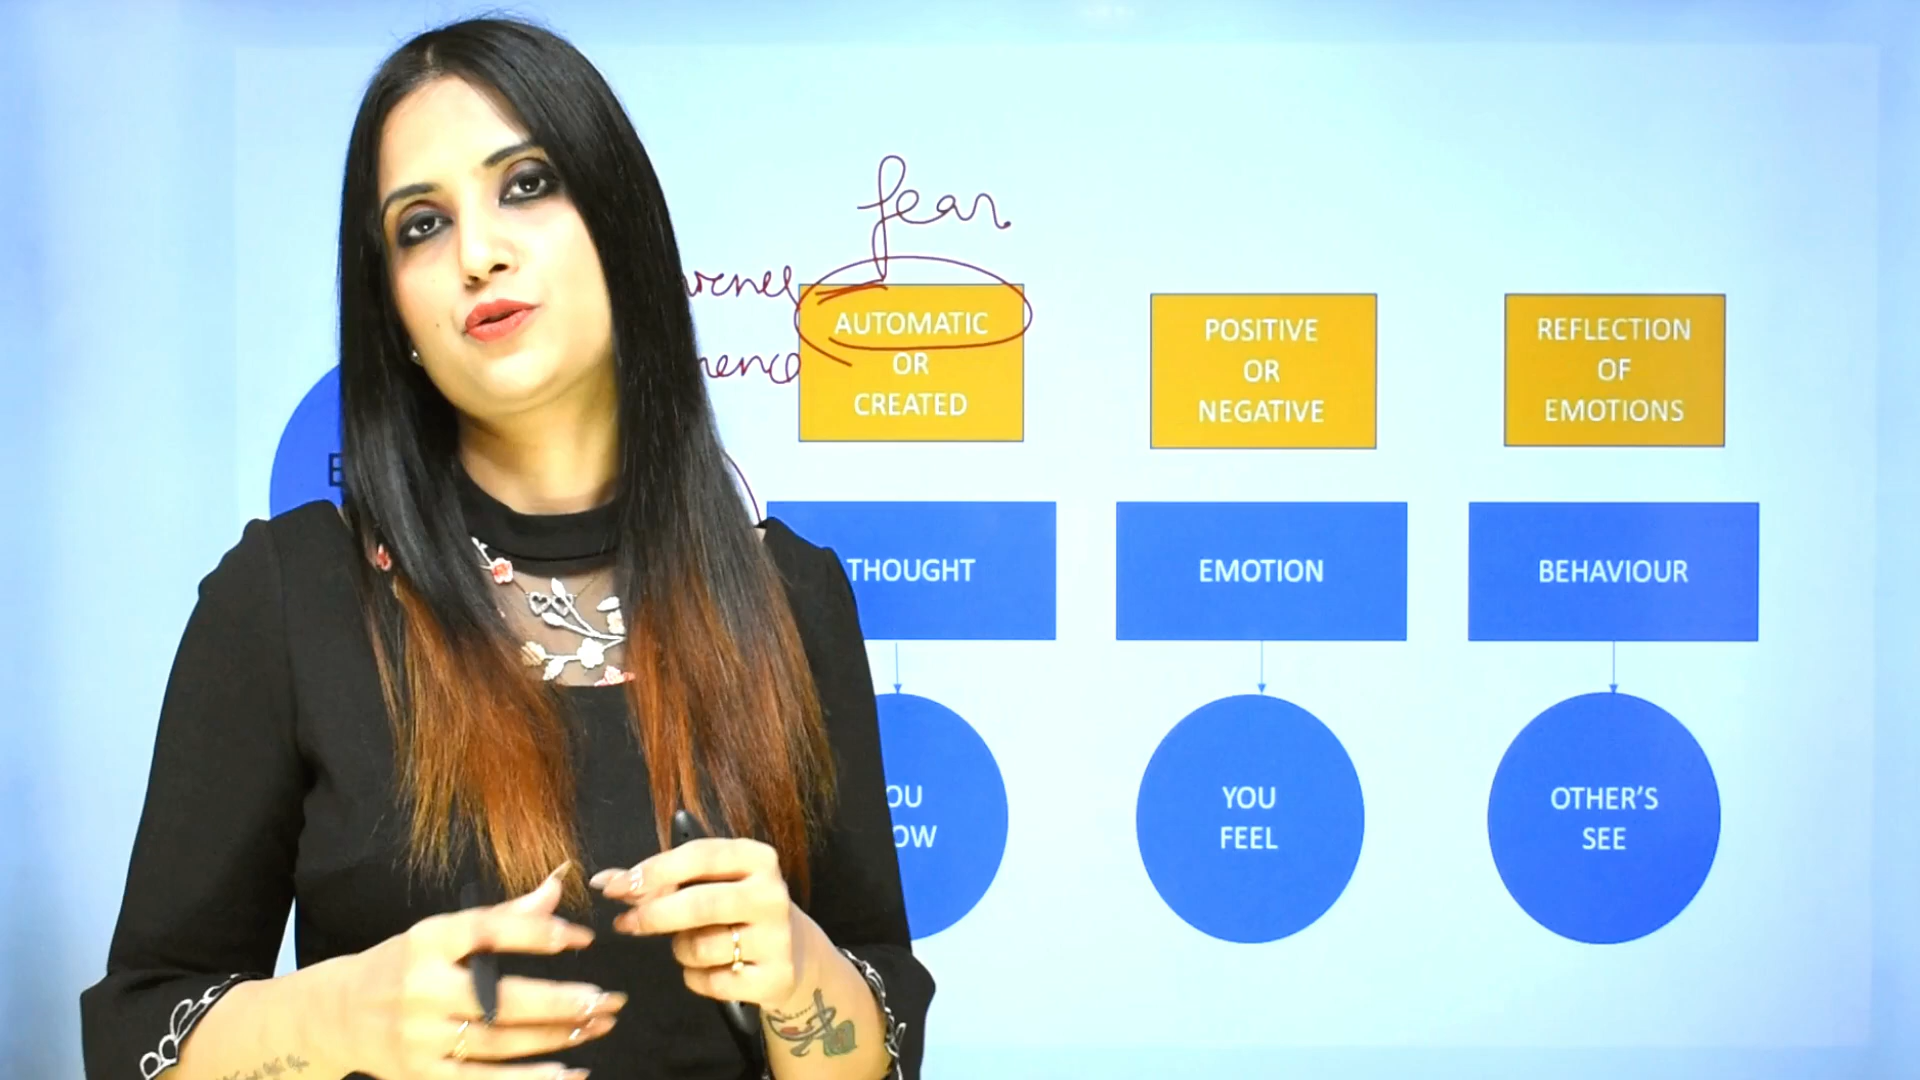 fear
AUTOMATIC
OR
CREATED
POSITIVE
OR
NEGATIVE
REFLECTION
OF
EMOTIONS
THOUGHT
EMOTION
BEHAVIOUR
YOU
FEEL
OTHER'S
SEE